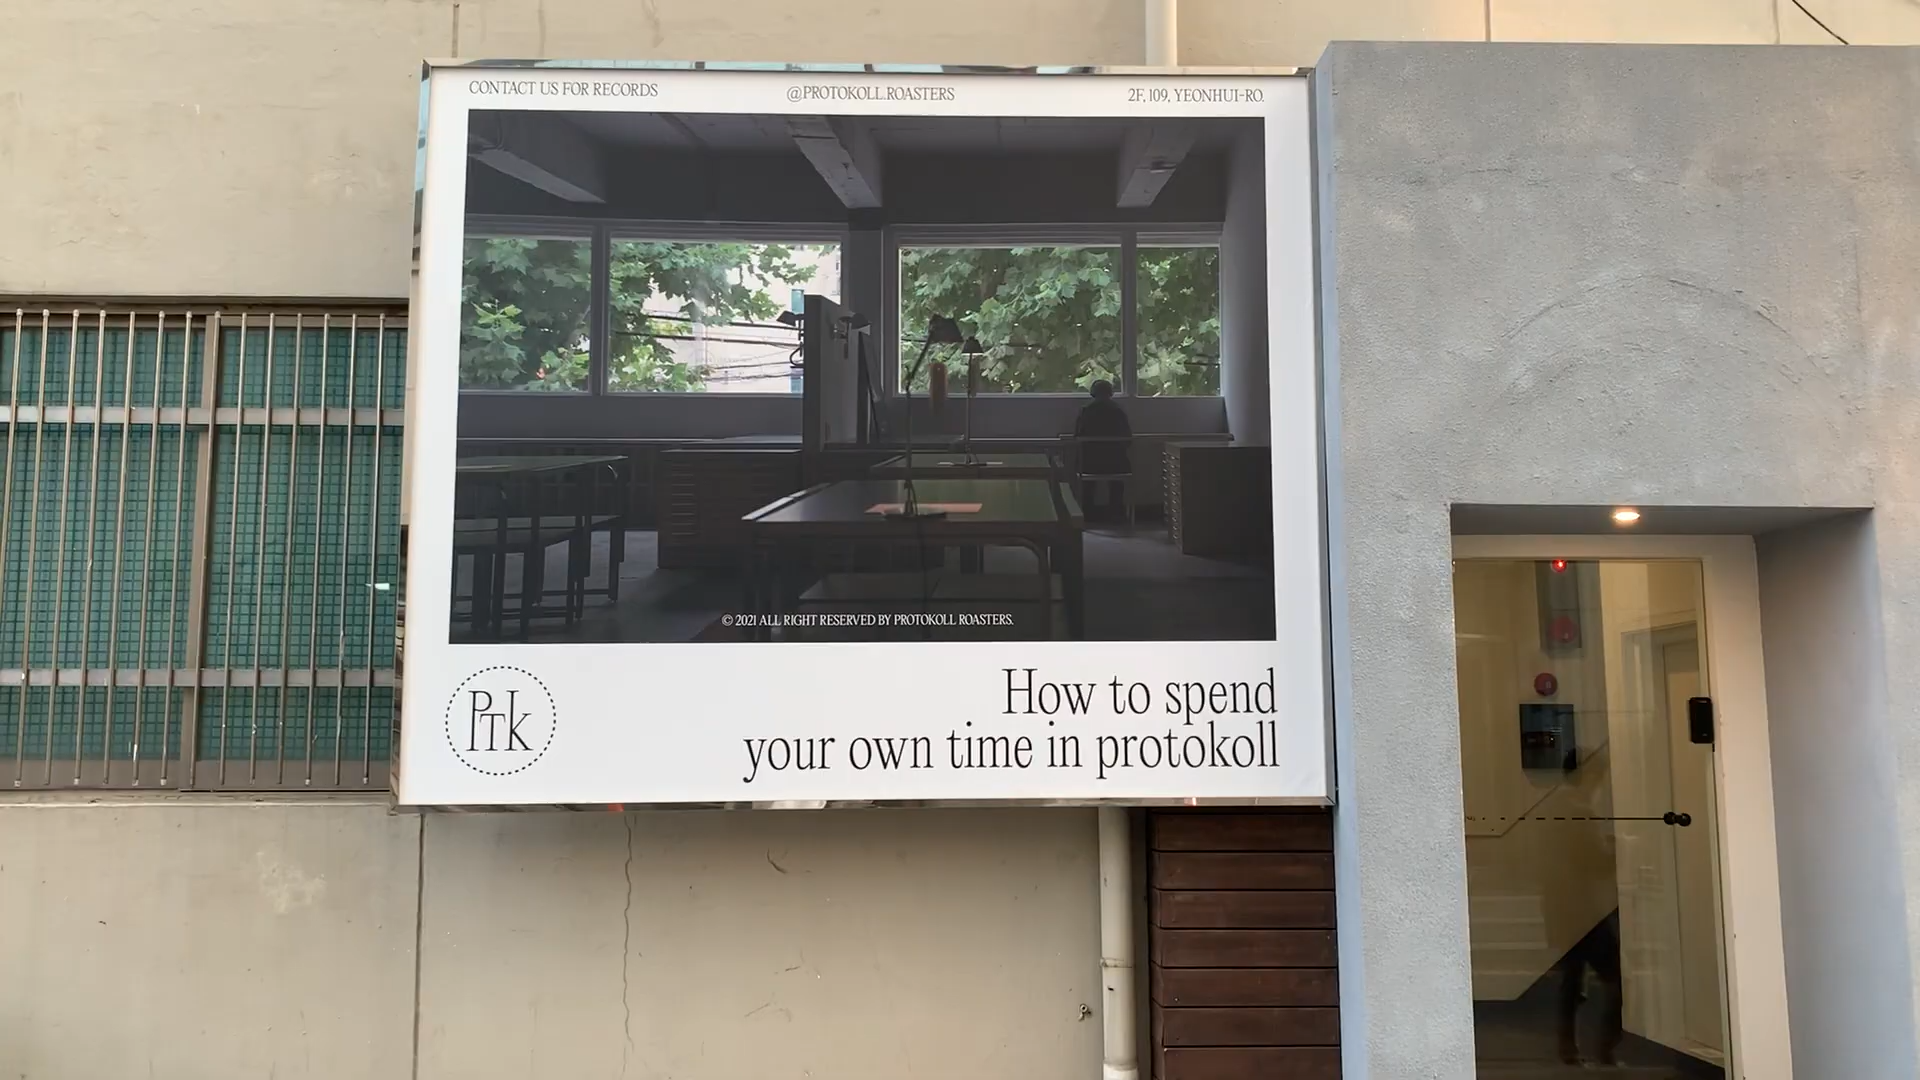 CONTACT US FOR RECORDS
@PROTOKOLL.ROASTERS
2F, 109, YEONHUI-RO.
© 2021 ALL RIGHT RESERVED BY PROTOKOLL ROASTERS.
PTK
How to spend
your own time in protokoll